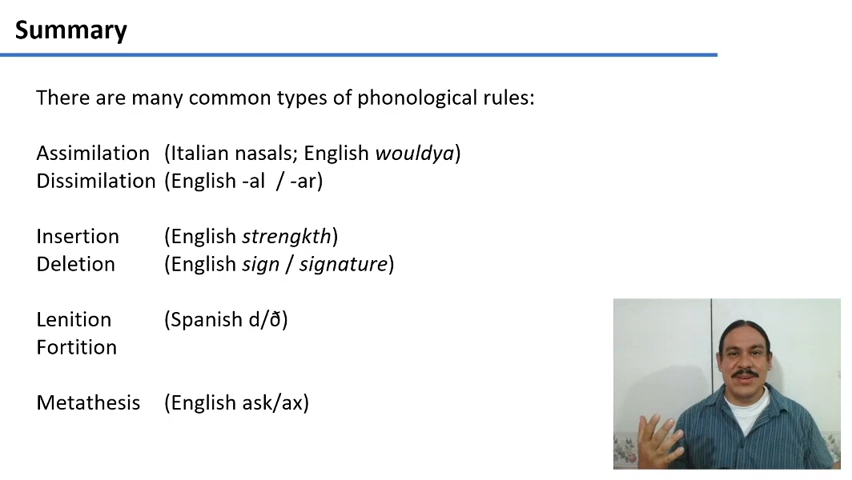 Summary
There are many common types of phonological rules:
Assimilation (Italian nasals; English wouldya)
Dissimilation (English -al / -ar)
Insertion (English strengkth)
Deletion (English sign / signature)
Lenition (Spanish d/ð)
Fortition
Metathesis (English ask/ax)